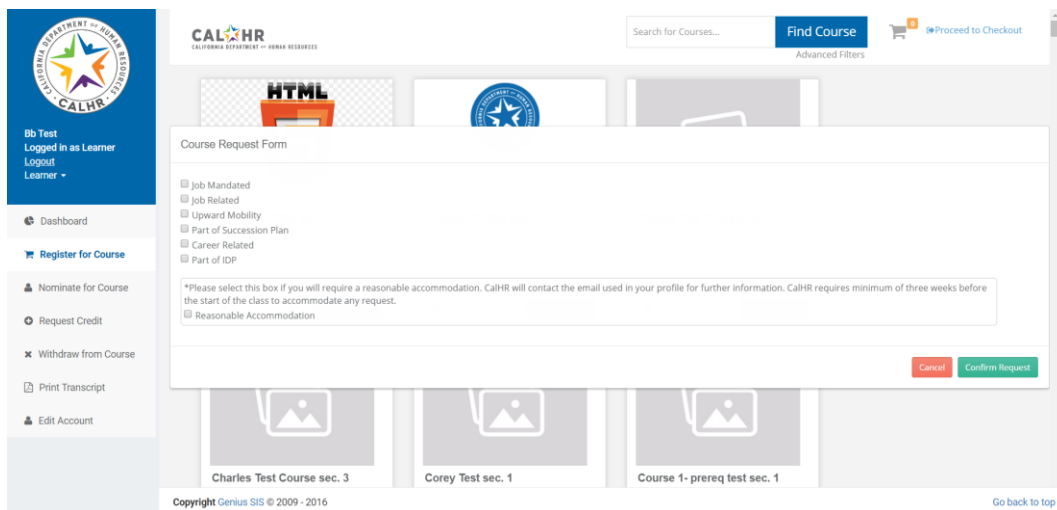 DEPARTMENT OF HUMAN RESOURCES
CALIFORNIA
CALHR
Bb Test
Logged in as Learner
Logout
Learner
Dashboard
Register for Course
Nominate for Course
Request Credit
Withdraw from Course
Print Transcript
Edit Account
CALHR
CALIFORNIA DEPARTMENT OF HUMAN RESOURCES
Search for Courses...
Find Course
Advanced Filters
0
Proceed to Checkout
HTML
Course Request Form
Job Mandated
Job Related
Upward Mobility
Part of Succession Plan
Career Related
Part of IDP
*Please select this box if you will require a reasonable accommodation. CalHR will contact the email used in your profile for further information. CalHR requires minimum of three weeks before
the start of the class to accommodate any request.
Reasonable Accommodation
Cancel
Confirm Request
Charles Test Course sec. 3
Corey Test sec. 1
Course 1- prereq test sec. 1
Copyright Genius SIS © 2009 - 2016
Go back to top